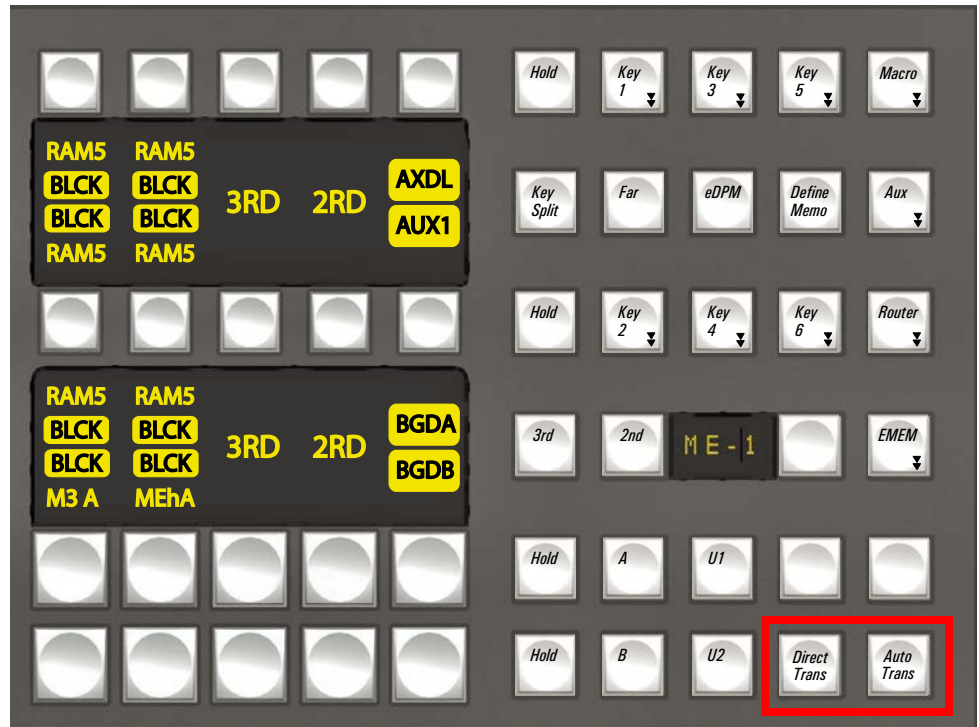 Hold Key 1 Key 3 Key 5 Macro
RAM5 RAM5
BLCK BLCK 3RD 2RD AXDL
BLCK BLCK AUX1
RAM5 RAM5
Key Split Far eDPM Define Memo Aux
Hold Key 2 Key 4 Key 6 Router
RAM5 RAM5
BLCK BLCK 3RD 2RD BGDA
BLCK BLCK BGDB
M3 A MEhA
3rd 2nd ME-1 EMEM
Hold A U1
Hold B U2 Direct Trans Auto Trans